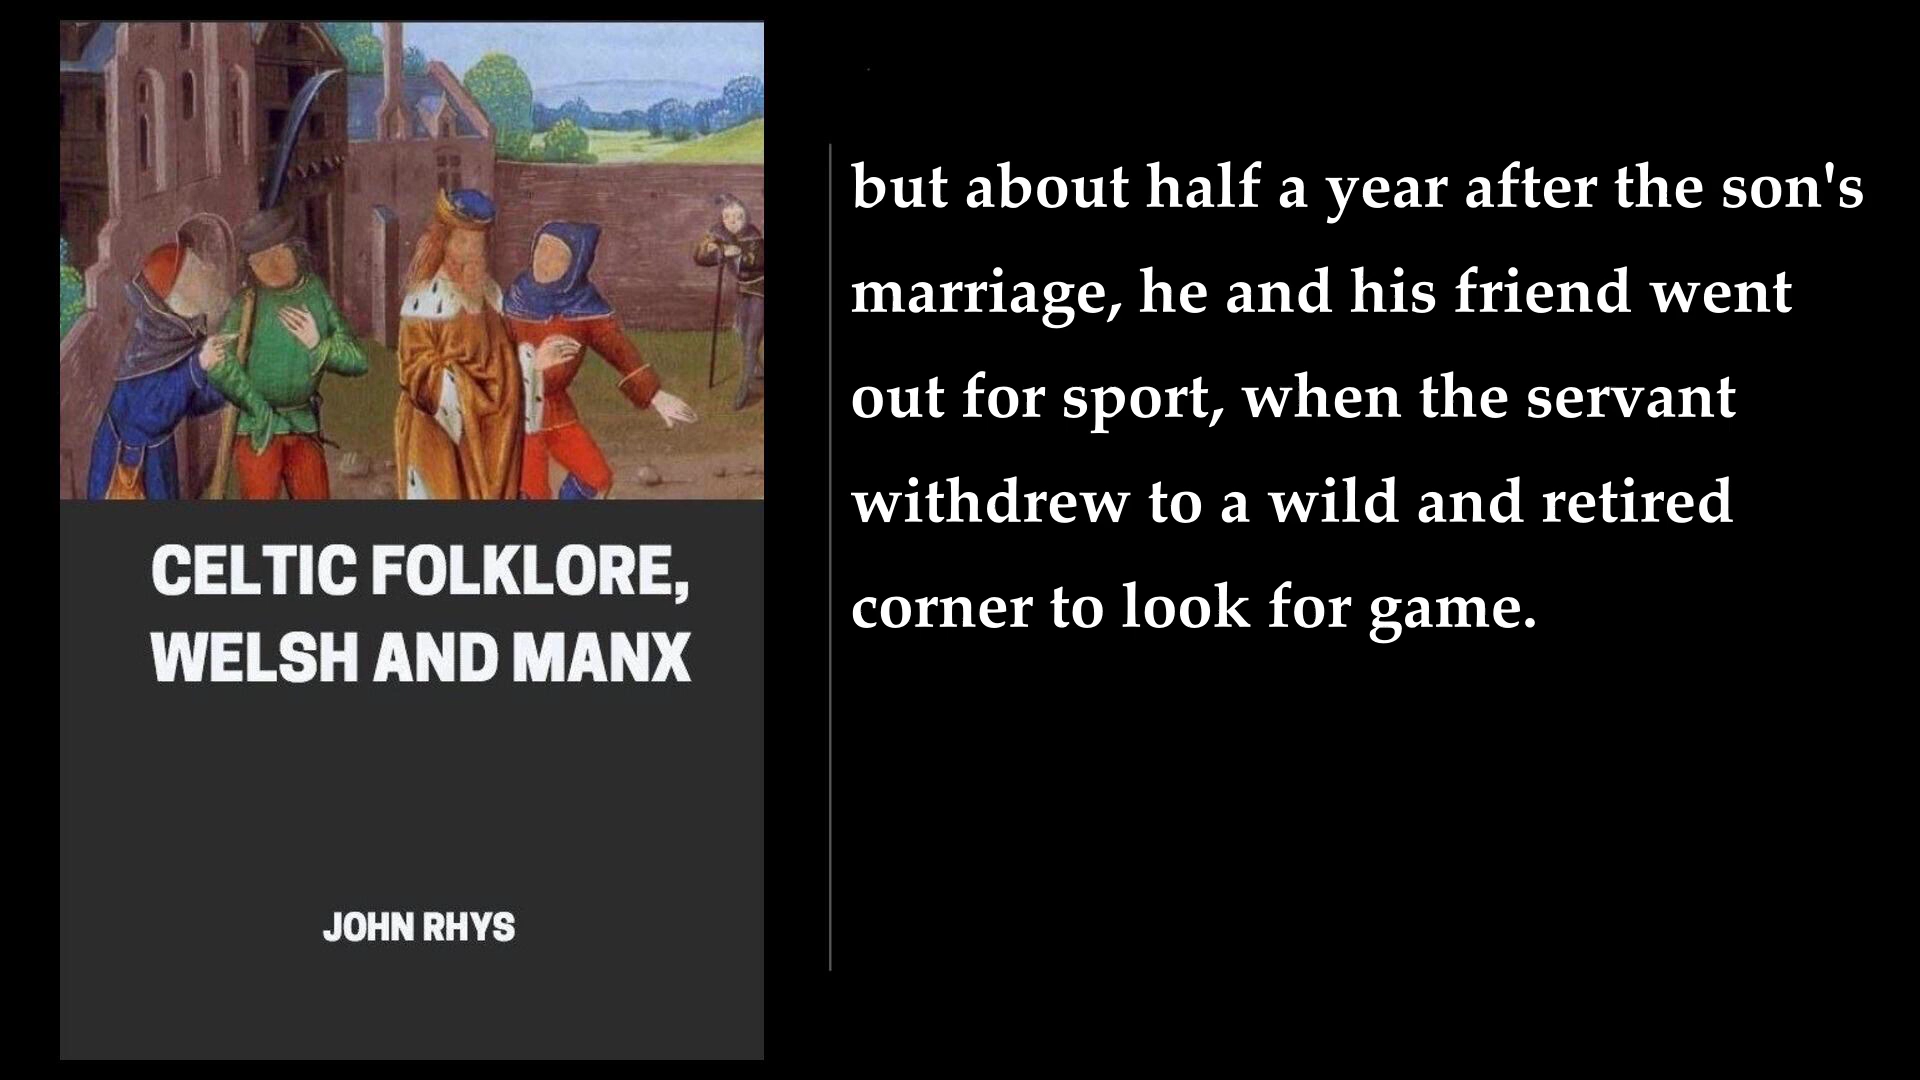 CELTIC FOLKLORE,
WELSH AND MANX
JOHN RHYS
but about half a year after the son's
marriage, he and his friend went
out for sport, when the servant
withdrew to a wild and retired
corner to look for game.